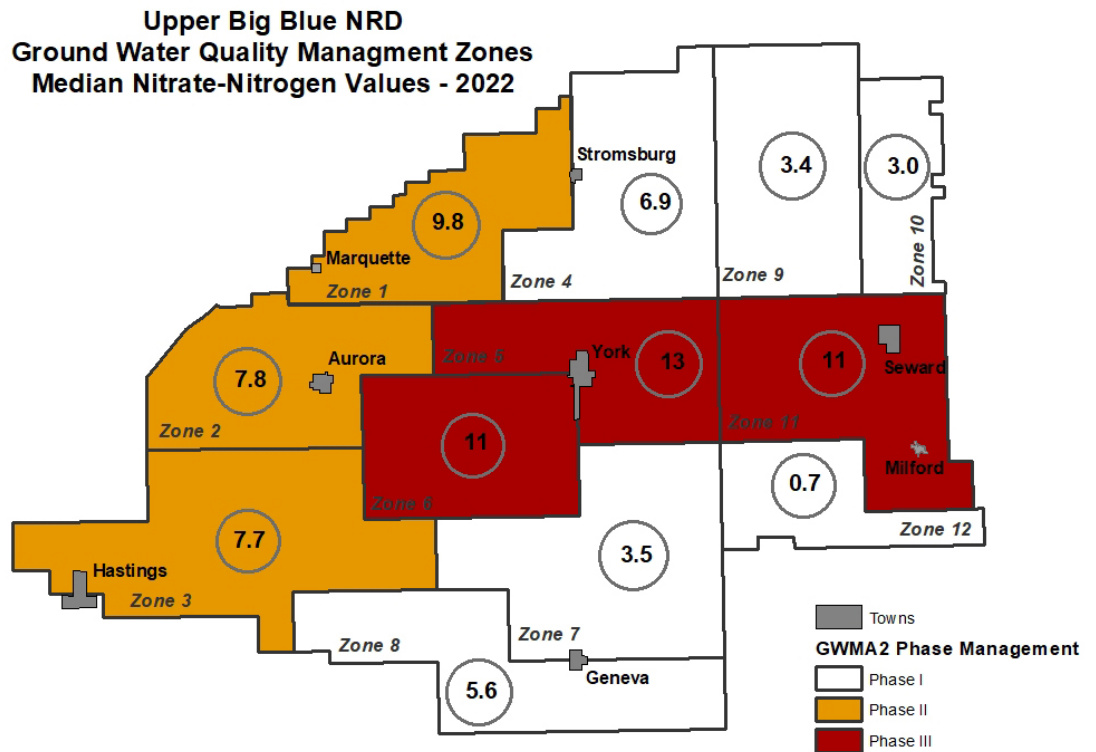 Upper Big Blue NRD
Ground Water Quality Managment Zones
Median Nitrate-Nitrogen Values - 2022
Stromsburg
3.4
3.0
6.9
9.8
Zone 10
Marquette
Zone 1
Zone 4
Zone 9
Aurora
Zone 5
York
13
11
Seward
7.8
Zone 2
11
Zone 11
Milford
Zone 6
0.7
Zone 12
7.7
3.5
Hastings
Zone 3
Zone 8
Zone 7
Geneva
5.6
Towns
GWMA2 Phase Management
Phase I
Phase II
Phase III